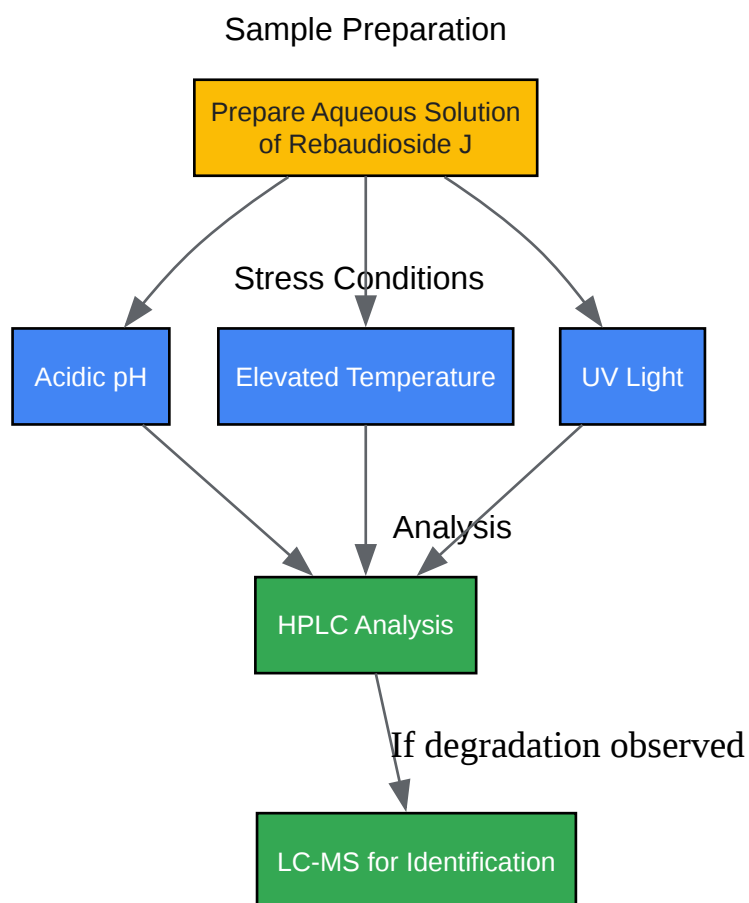 Sample Preparation
Prepare Aqueous Solution
of Rebaudioside J
Stress Conditions
Acidic pH
Elevated Temperature
UV Light
Analysis
HPLC Analysis
If degradation observed
LC-MS for Identification